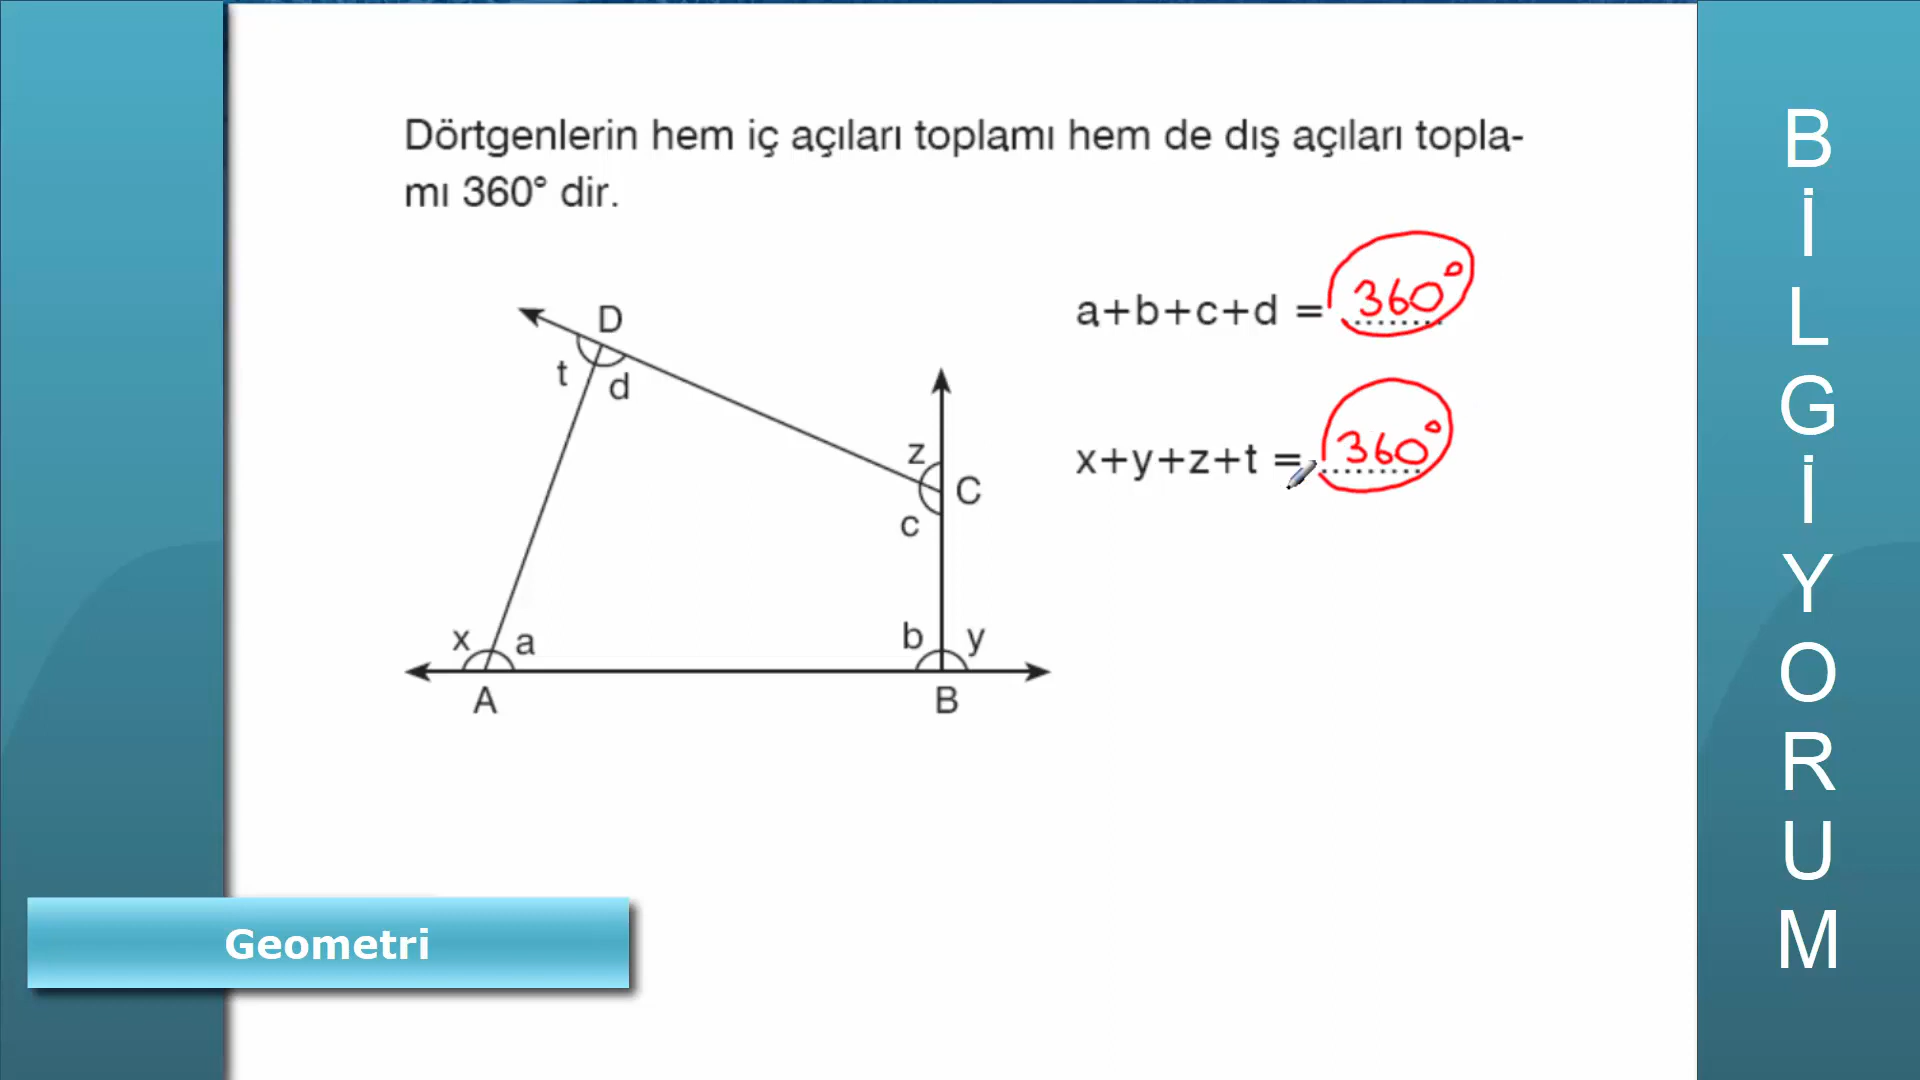 Dörtgenlerin hem iç açıları toplamı hem de dış açıları topla-
mı 360° dir.
a+b+c+d = 360°
x+y+z+t = 360°
D
t
d
z
C
c
x
a
b
y
A
B
Geometri
B
İ
L
G
İ
Y
O
R
U
M